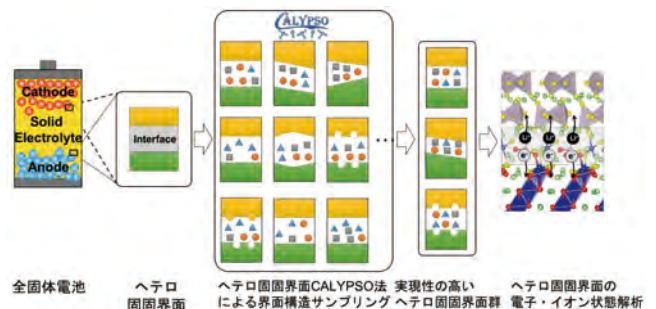 CALYPSO
Cathode
Solid
Electrolyte
Anode
Interface
...
Li⁺ Li⁺ Li⁺
e⁻ e⁻ e⁻
全固体電池
ヘテロ
固固界面
ヘテロ固固界面CALYPSO法
による界面構造サンプリング
実現性の高い
ヘテロ固固界面群
ヘテロ固固界面の
電子・イオン状態解析